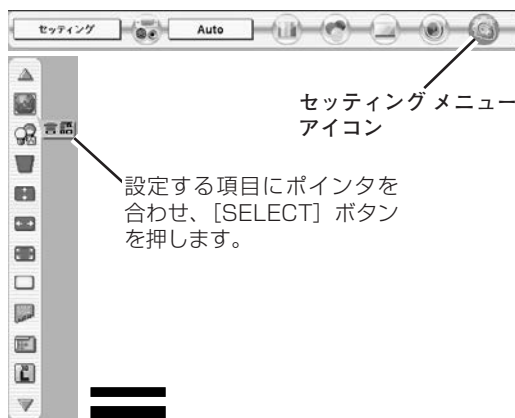 セッティング Auto
セッティング メニュー
アイコン
言語
設定する項目にポインタを
合わせ、［SELECT］ボタン
を押します。